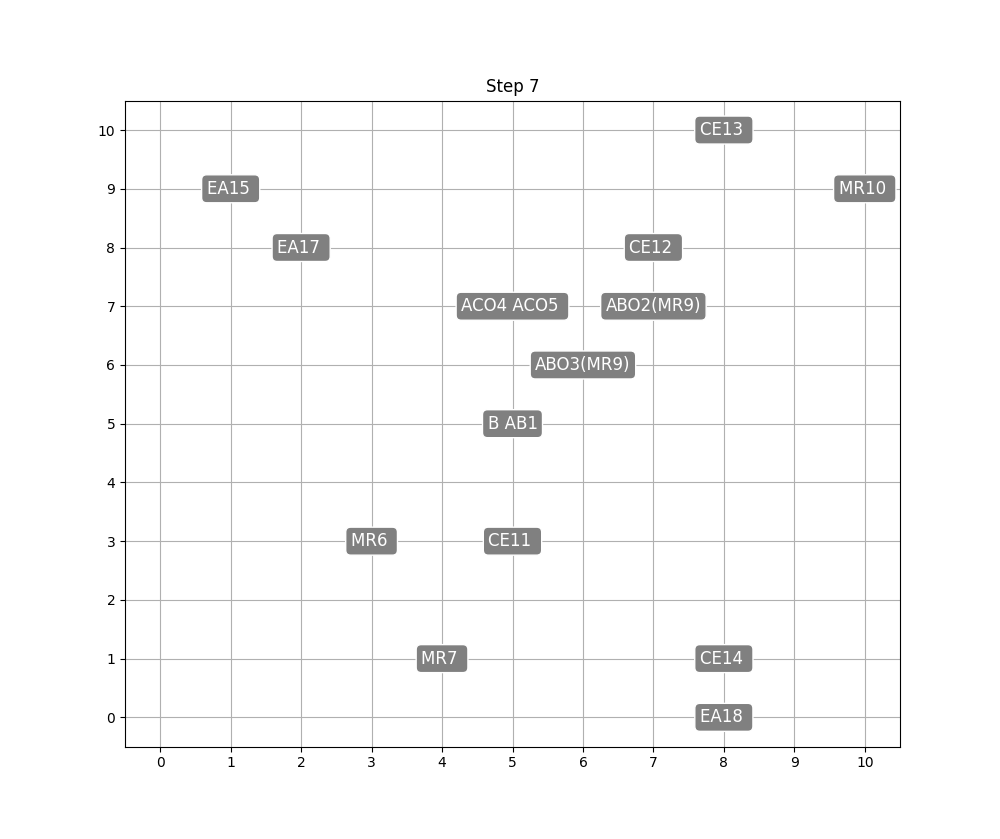 Step 7
10
CE13
9
EA15
MR10
8
EA17
CE12
7
ACO4 ACO5
ABO2(MR9)
6
ABO3(MR9)
5
B AB1
4
3
MR6
CE11
2
1
MR7
CE14
0
EA18
0 1 2 3 4 5 6 7 8 9 10